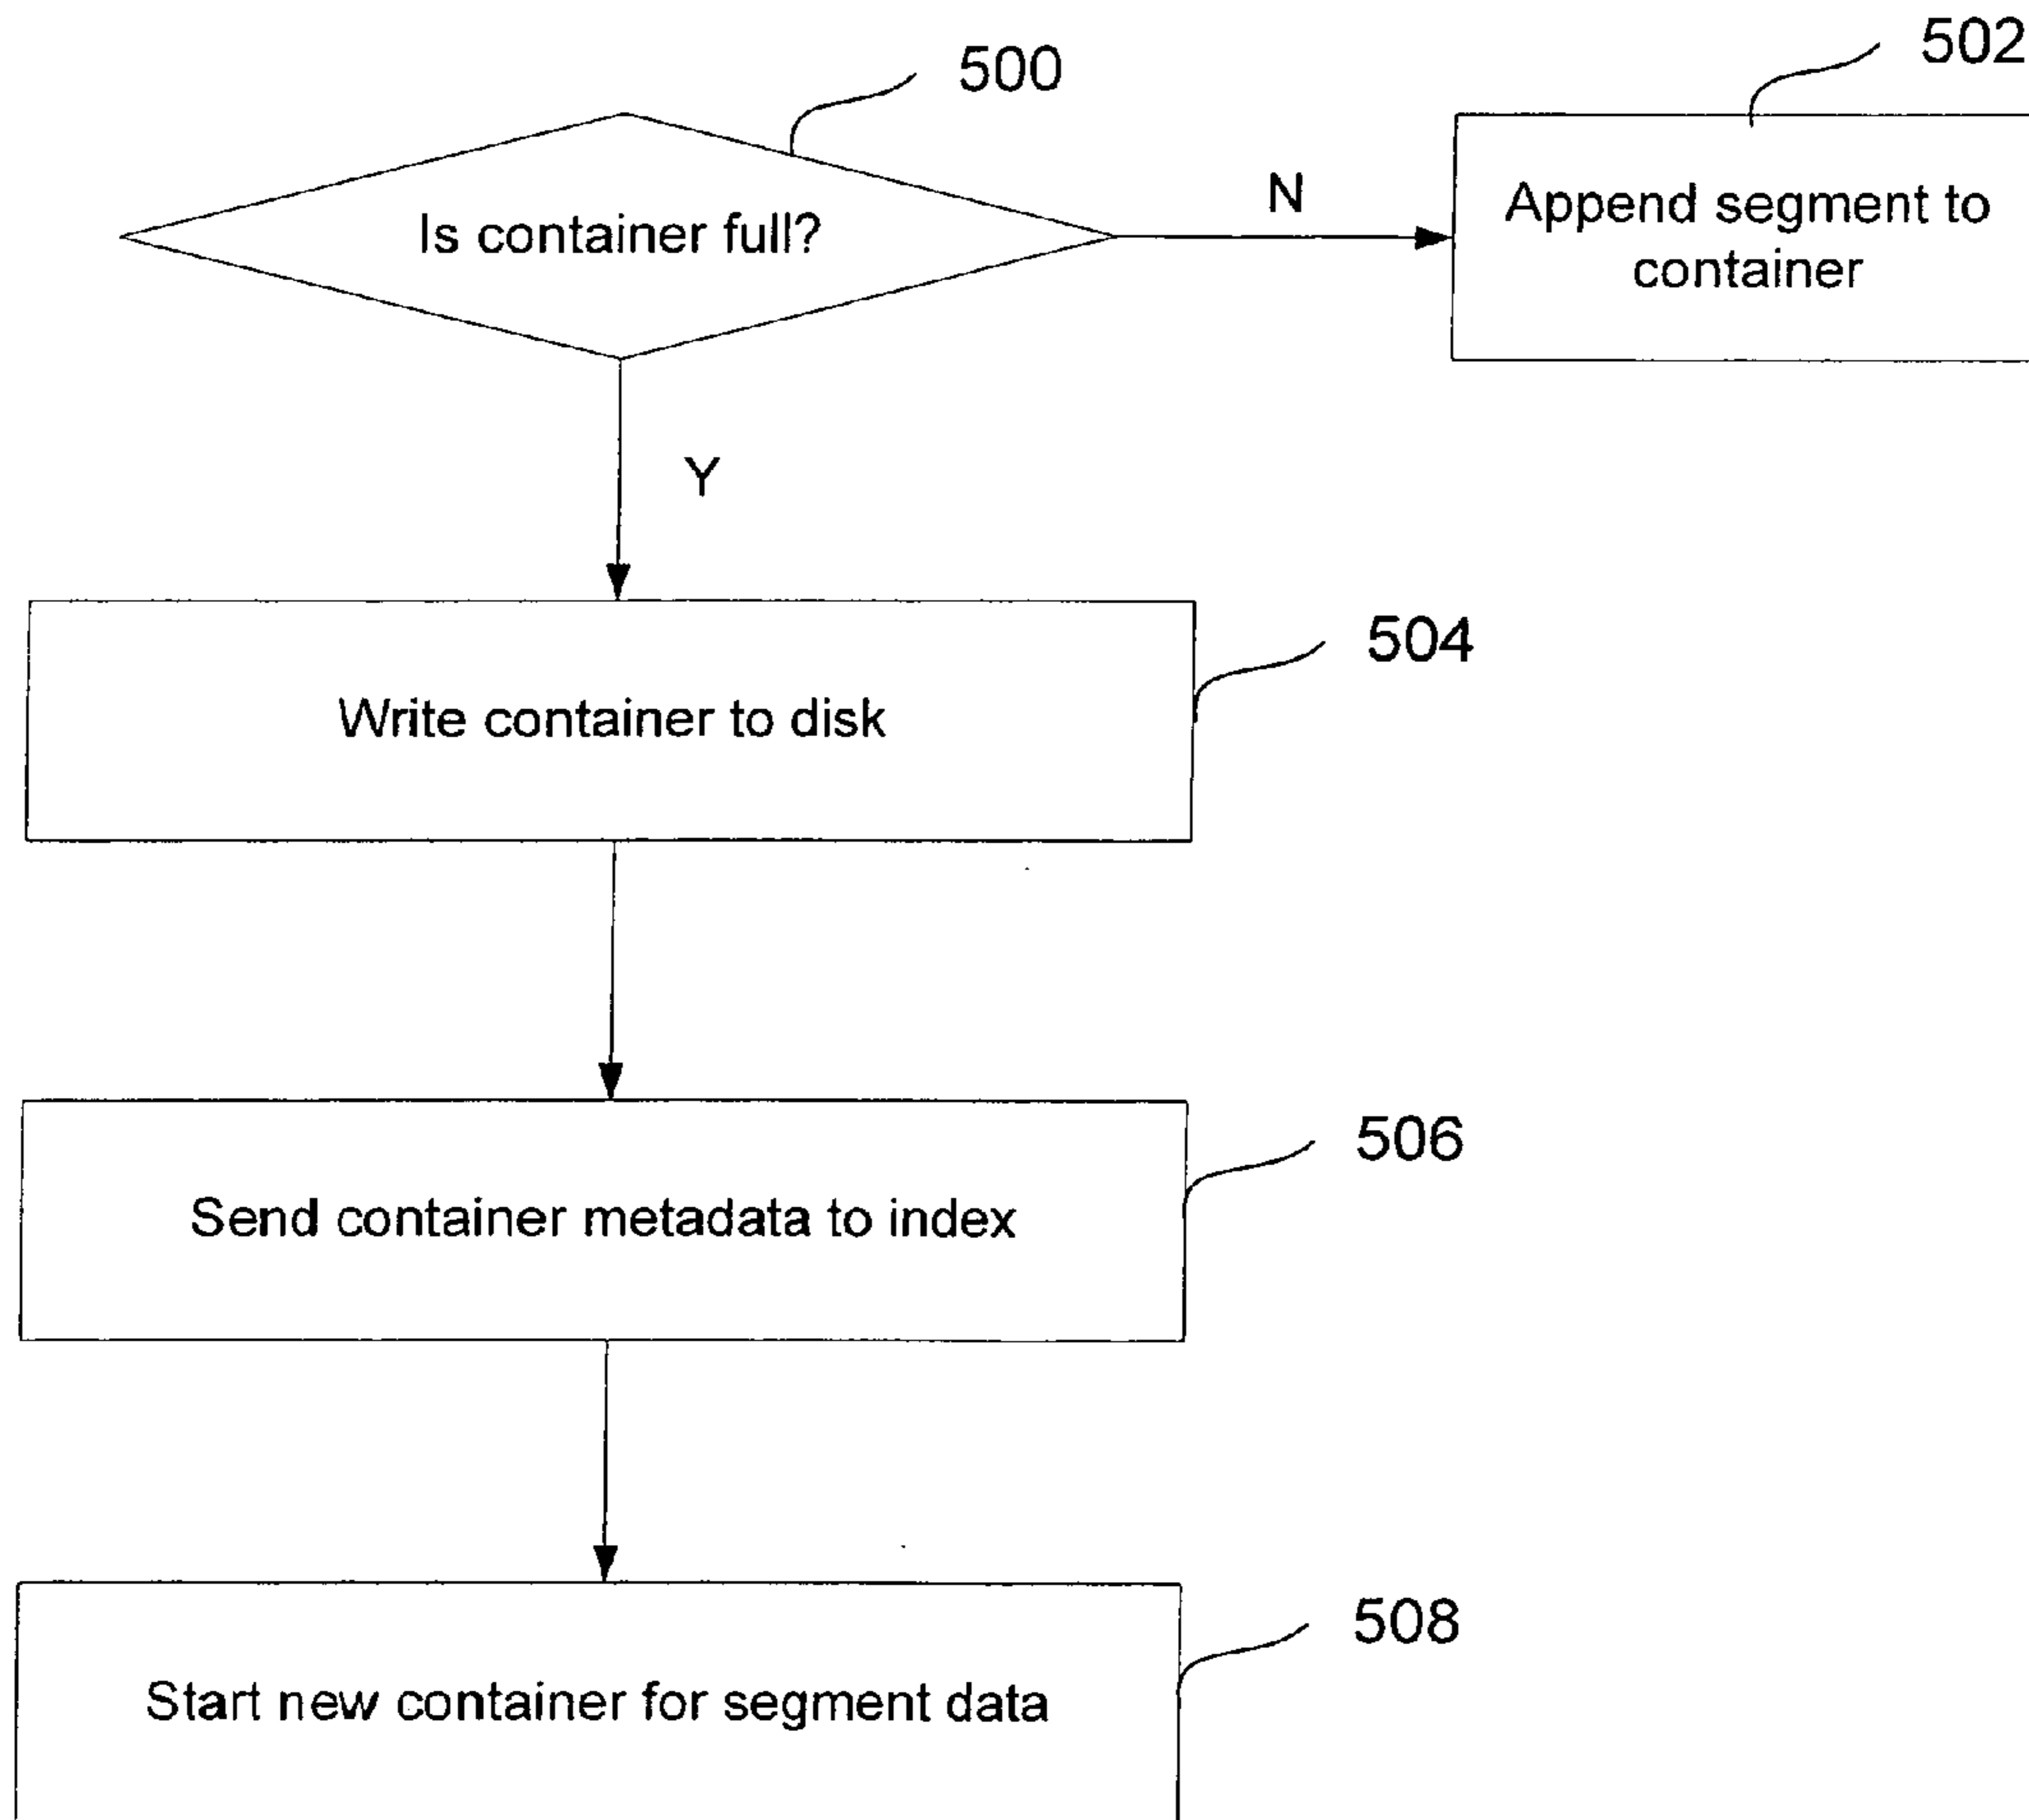 500
502
Is container full?
N
Append segment to
container
Y
504
Write container to disk
506
Send container metadata to index
508
Start new container for segment data